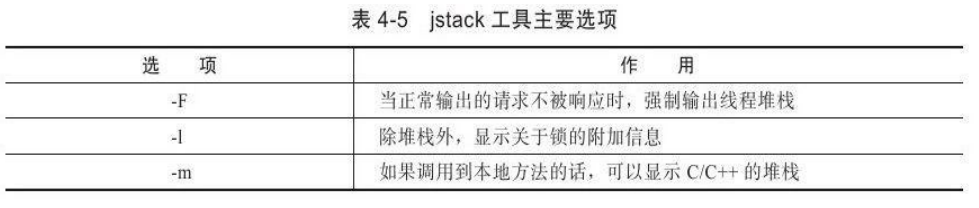 表 4-5 jstack 工具主要选项
选 项 作 用
-F 当正常输出的请求不被响应时，强制输出线程堆栈
-l 除堆栈外，显示关于锁的附加信息
-m 如果调用到本地方法的话，可以显示 C/C++ 的堆栈